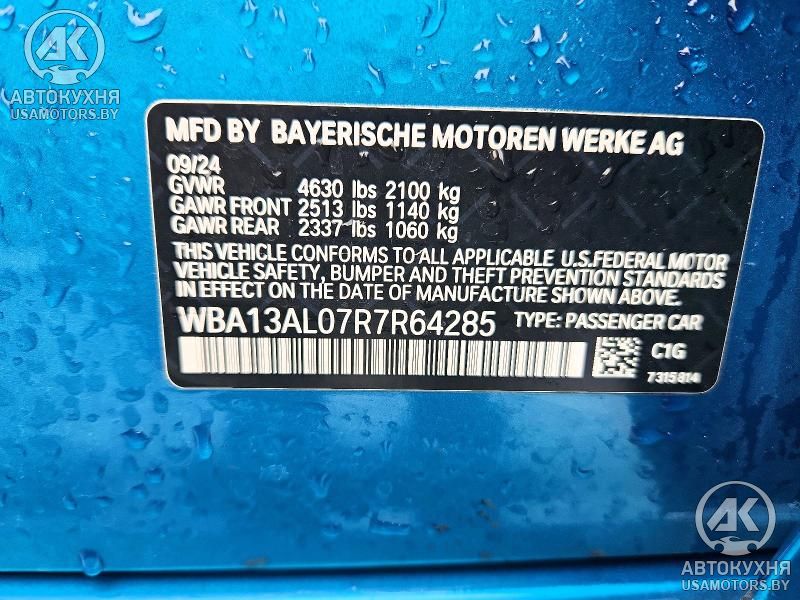 AK
АВТОКУХНЯ
USAMOTORS.BY
MFD BY BAYERISCHE MOTOREN WERKE AG
09/24
GVWR 4630 lbs 2100 kg
GAWR FRONT 2513 lbs 1140 kg
GAWR REAR 2337 lbs 1060 kg
THIS VEHICLE CONFORMS TO ALL APPLICABLE U.S.FEDERAL MOTOR
VEHICLE SAFETY, BUMPER AND THEFT PREVENTION STANDARDS
IN EFFECT ON THE DATE OF MANUFACTURE SHOWN ABOVE.
WBA13AL07R7R64285 TYPE: PASSENGER CAR
C1G
7315814
AK
АВТОКУХНЯ
USAMOTORS.BY